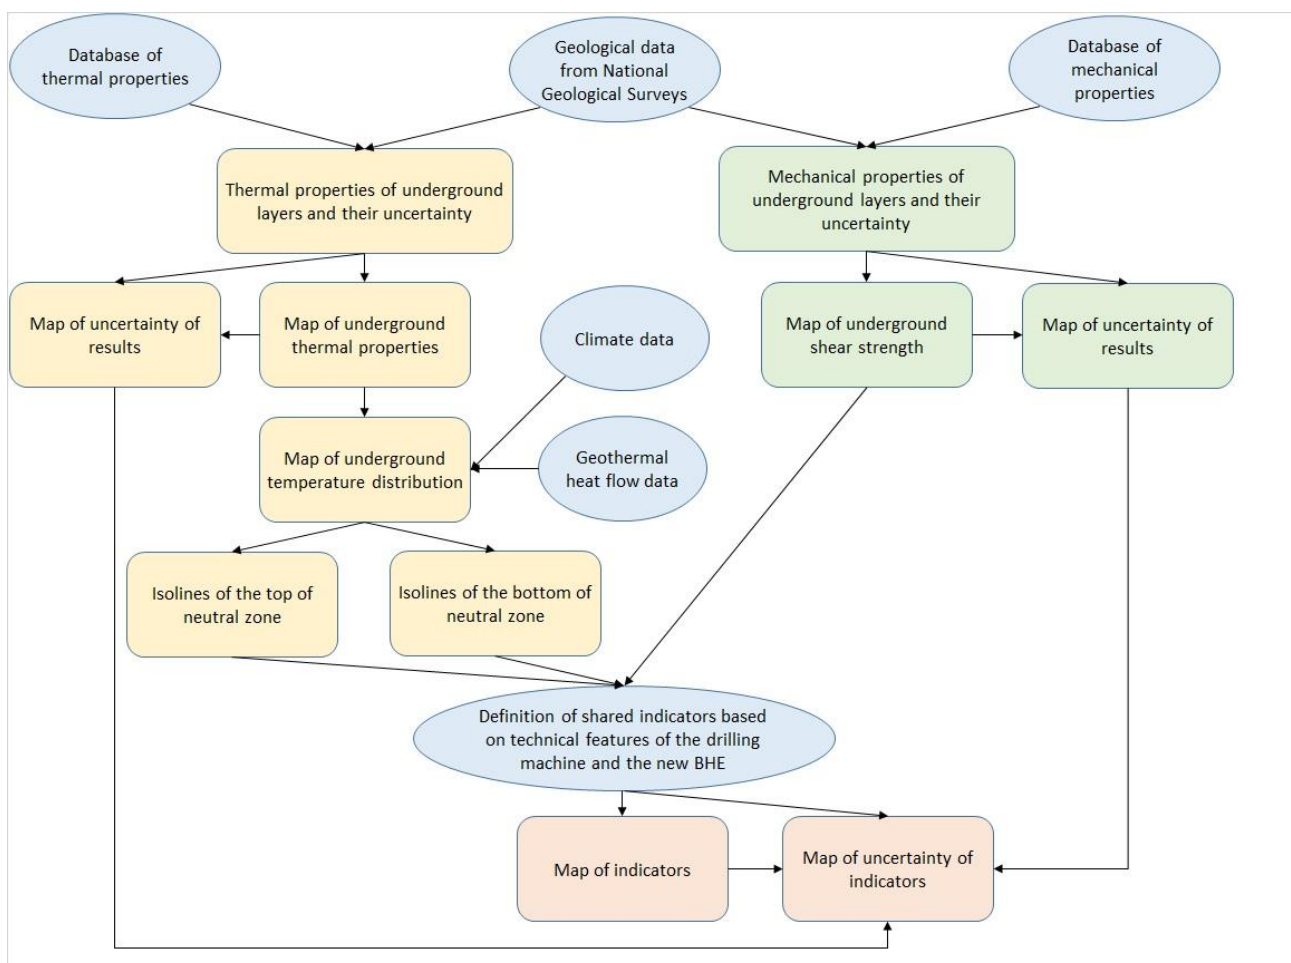 Database of
thermal properties
Geological data
from National
Geological Surveys
Database of
mechanical
properties
Thermal properties of underground
layers and their uncertainty
Mechanical properties of
underground layers and their
uncertainty
Map of uncertainty of
results
Map of underground
thermal properties
Climate data
Map of underground
shear strength
Map of uncertainty of
results
Map of underground
temperature distribution
Geothermal
heat flow data
Isolines of the top of
neutral zone
Isolines of the bottom of
neutral zone
Definition of shared indicators based
on technical features of the drilling
machine and the new BHE
Map of indicators
Map of uncertainty of
indicators